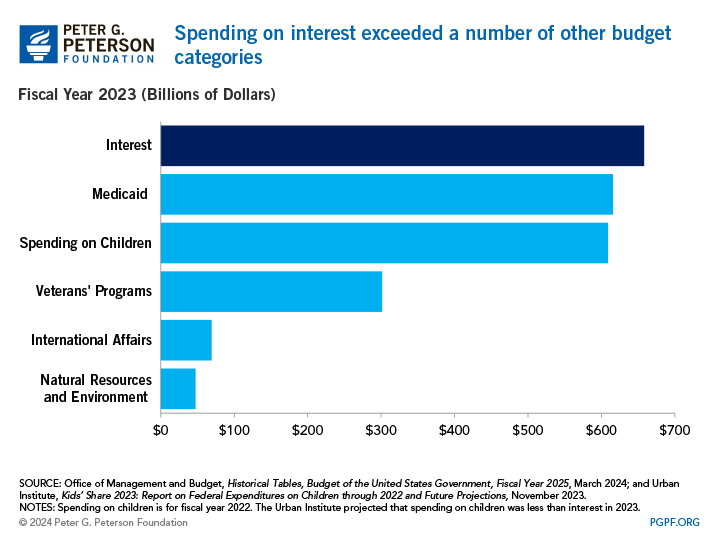 PETER G.
PETERSON
FOUNDATION
Spending on interest exceeded a number of other budget
categories
Fiscal Year 2023 (Billions of Dollars)
Interest
Medicaid
Spending on Children
Veterans' Programs
International Affairs
Natural Resources
and Environment
$0 $100 $200 $300 $400 $500 $600 $700
SOURCE: Office of Management and Budget, Historical Tables, Budget of the United States Government, Fiscal Year 2025, March 2024; and Urban
Institute, Kids' Share 2023: Report on Federal Expenditures on Children through 2022 and Future Projections, November 2023.
NOTES: Spending on children is for fiscal year 2022. The Urban Institute projected that spending on children was less than interest in 2023.
© 2024 Peter G. Peterson Foundation
PGPF.ORG